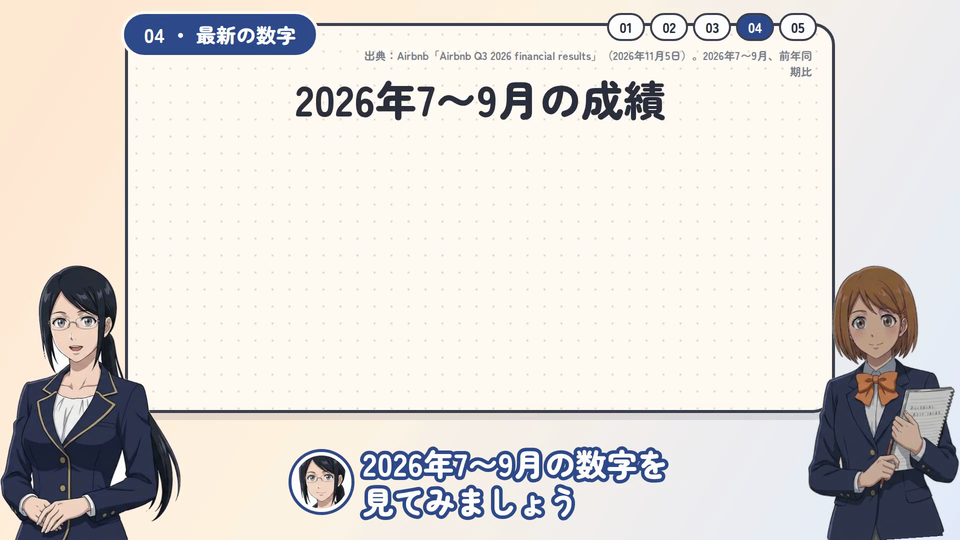 04 ・ 最新の数字
01 02 03 04 05
出典：Airbnb「Airbnb Q3 2026 financial results」（2026年11月5日）。2026年7〜9月、前年同
期比
2026年7〜9月の成績
2026年7〜9月の数字を
見てみましょう